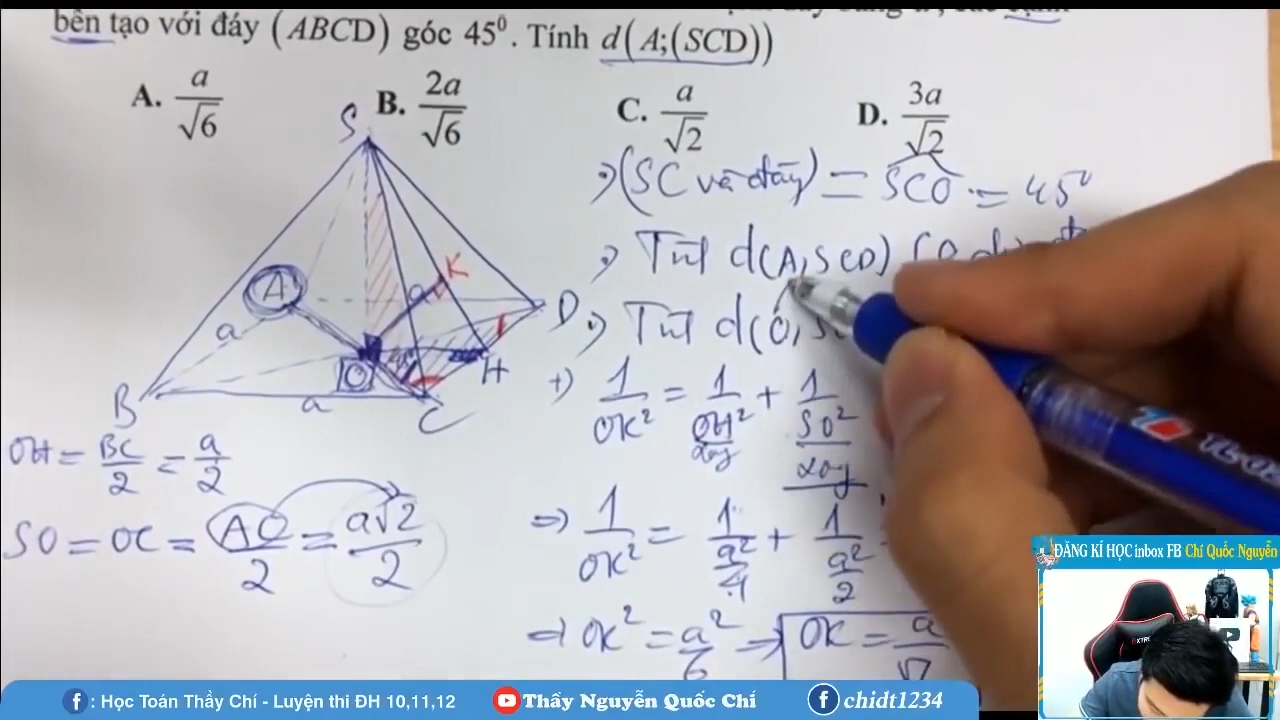 bên tạo với đáy (ABCD) góc 45⁰. Tính d(A;(SCD))
A. a/√6 B. 2a/√6 C. a/√2 D. 3a/√2
S
A
K
a
a
D
45°
O
H
B
a
C
OH = BC/2 = a/2
SO = OC = AC/2 = a√2/2
•) (SC và đáy) = SCO = 45⁰
•) Tính d(A, SCD)
•) Tính d(O, SC
+) 1/OK² = 1/OH² + 1/SO²
=> 1/OK² = 1/(a²/4) + 1/(a²/2)
=> OK² = a²/6 => OK = a
ĐĂNG KÍ HỌC inbox FB Chí Quốc Nguyễn
f : Học Toán Thầy Chí - Luyện thi ĐH 10,11,12 Thầy Nguyễn Quốc Chí f chidt1234